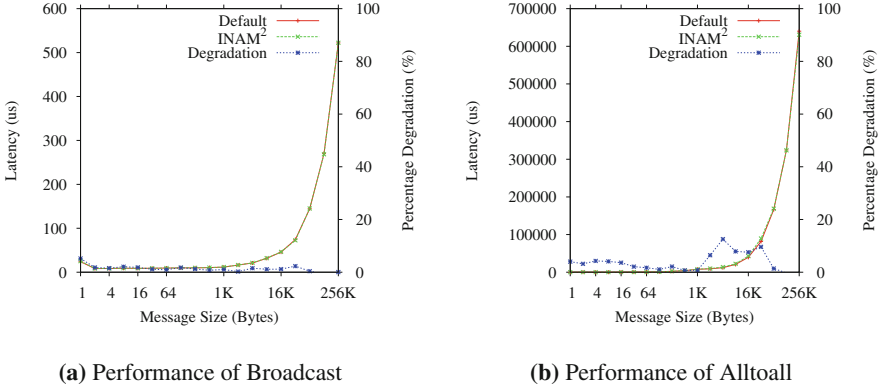 600
500
400
300
200
100
0
Latency (us)
Default
INAM²
Degradation
100
80
60
40
20
0
Percentage Degradation (%)
1 4 16 64 1K 16K 256K
Message Size (Bytes)
(a) Performance of Broadcast
700000
600000
500000
400000
300000
200000
100000
0
Latency (us)
Default
INAM²
Degradation
100
80
60
40
20
0
Percentage Degradation (%)
1 4 16 64 1K 16K 256K
Message Size (Bytes)
(b) Performance of Alltoall